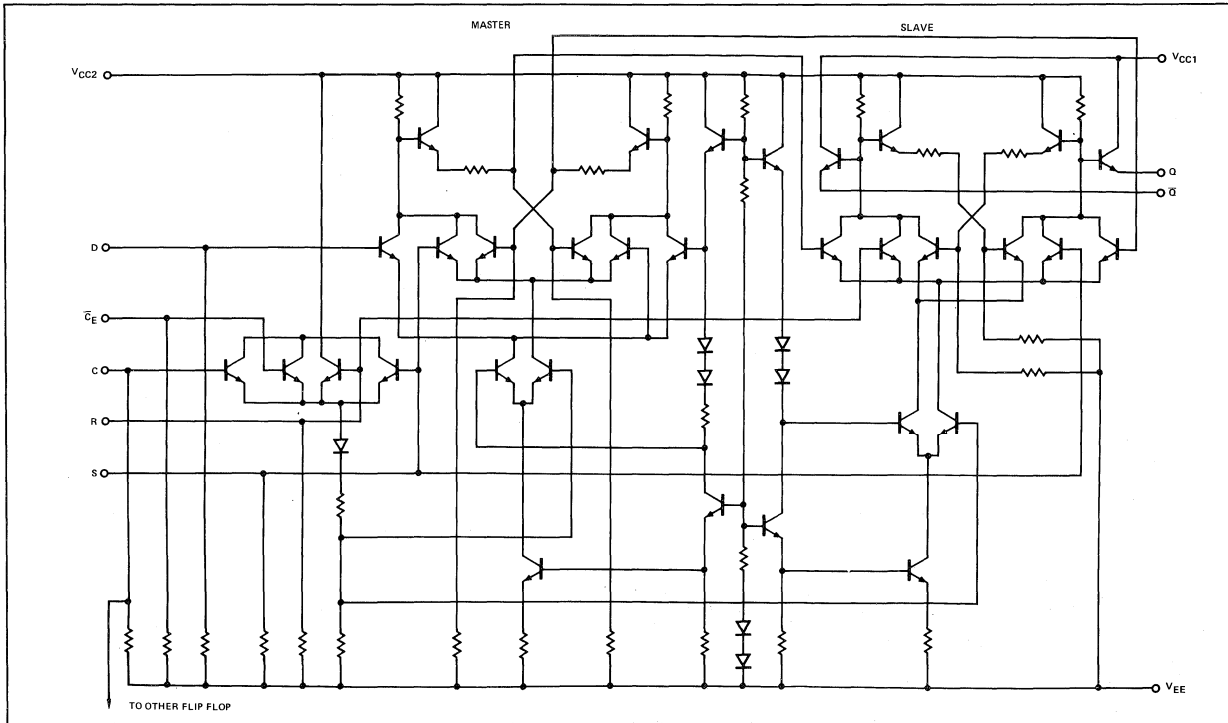 MASTER
SLAVE
VCC2
VCC1
Q
Q̅
D
C̅E
C
R
S
VEE
TO OTHER FLIP FLOP